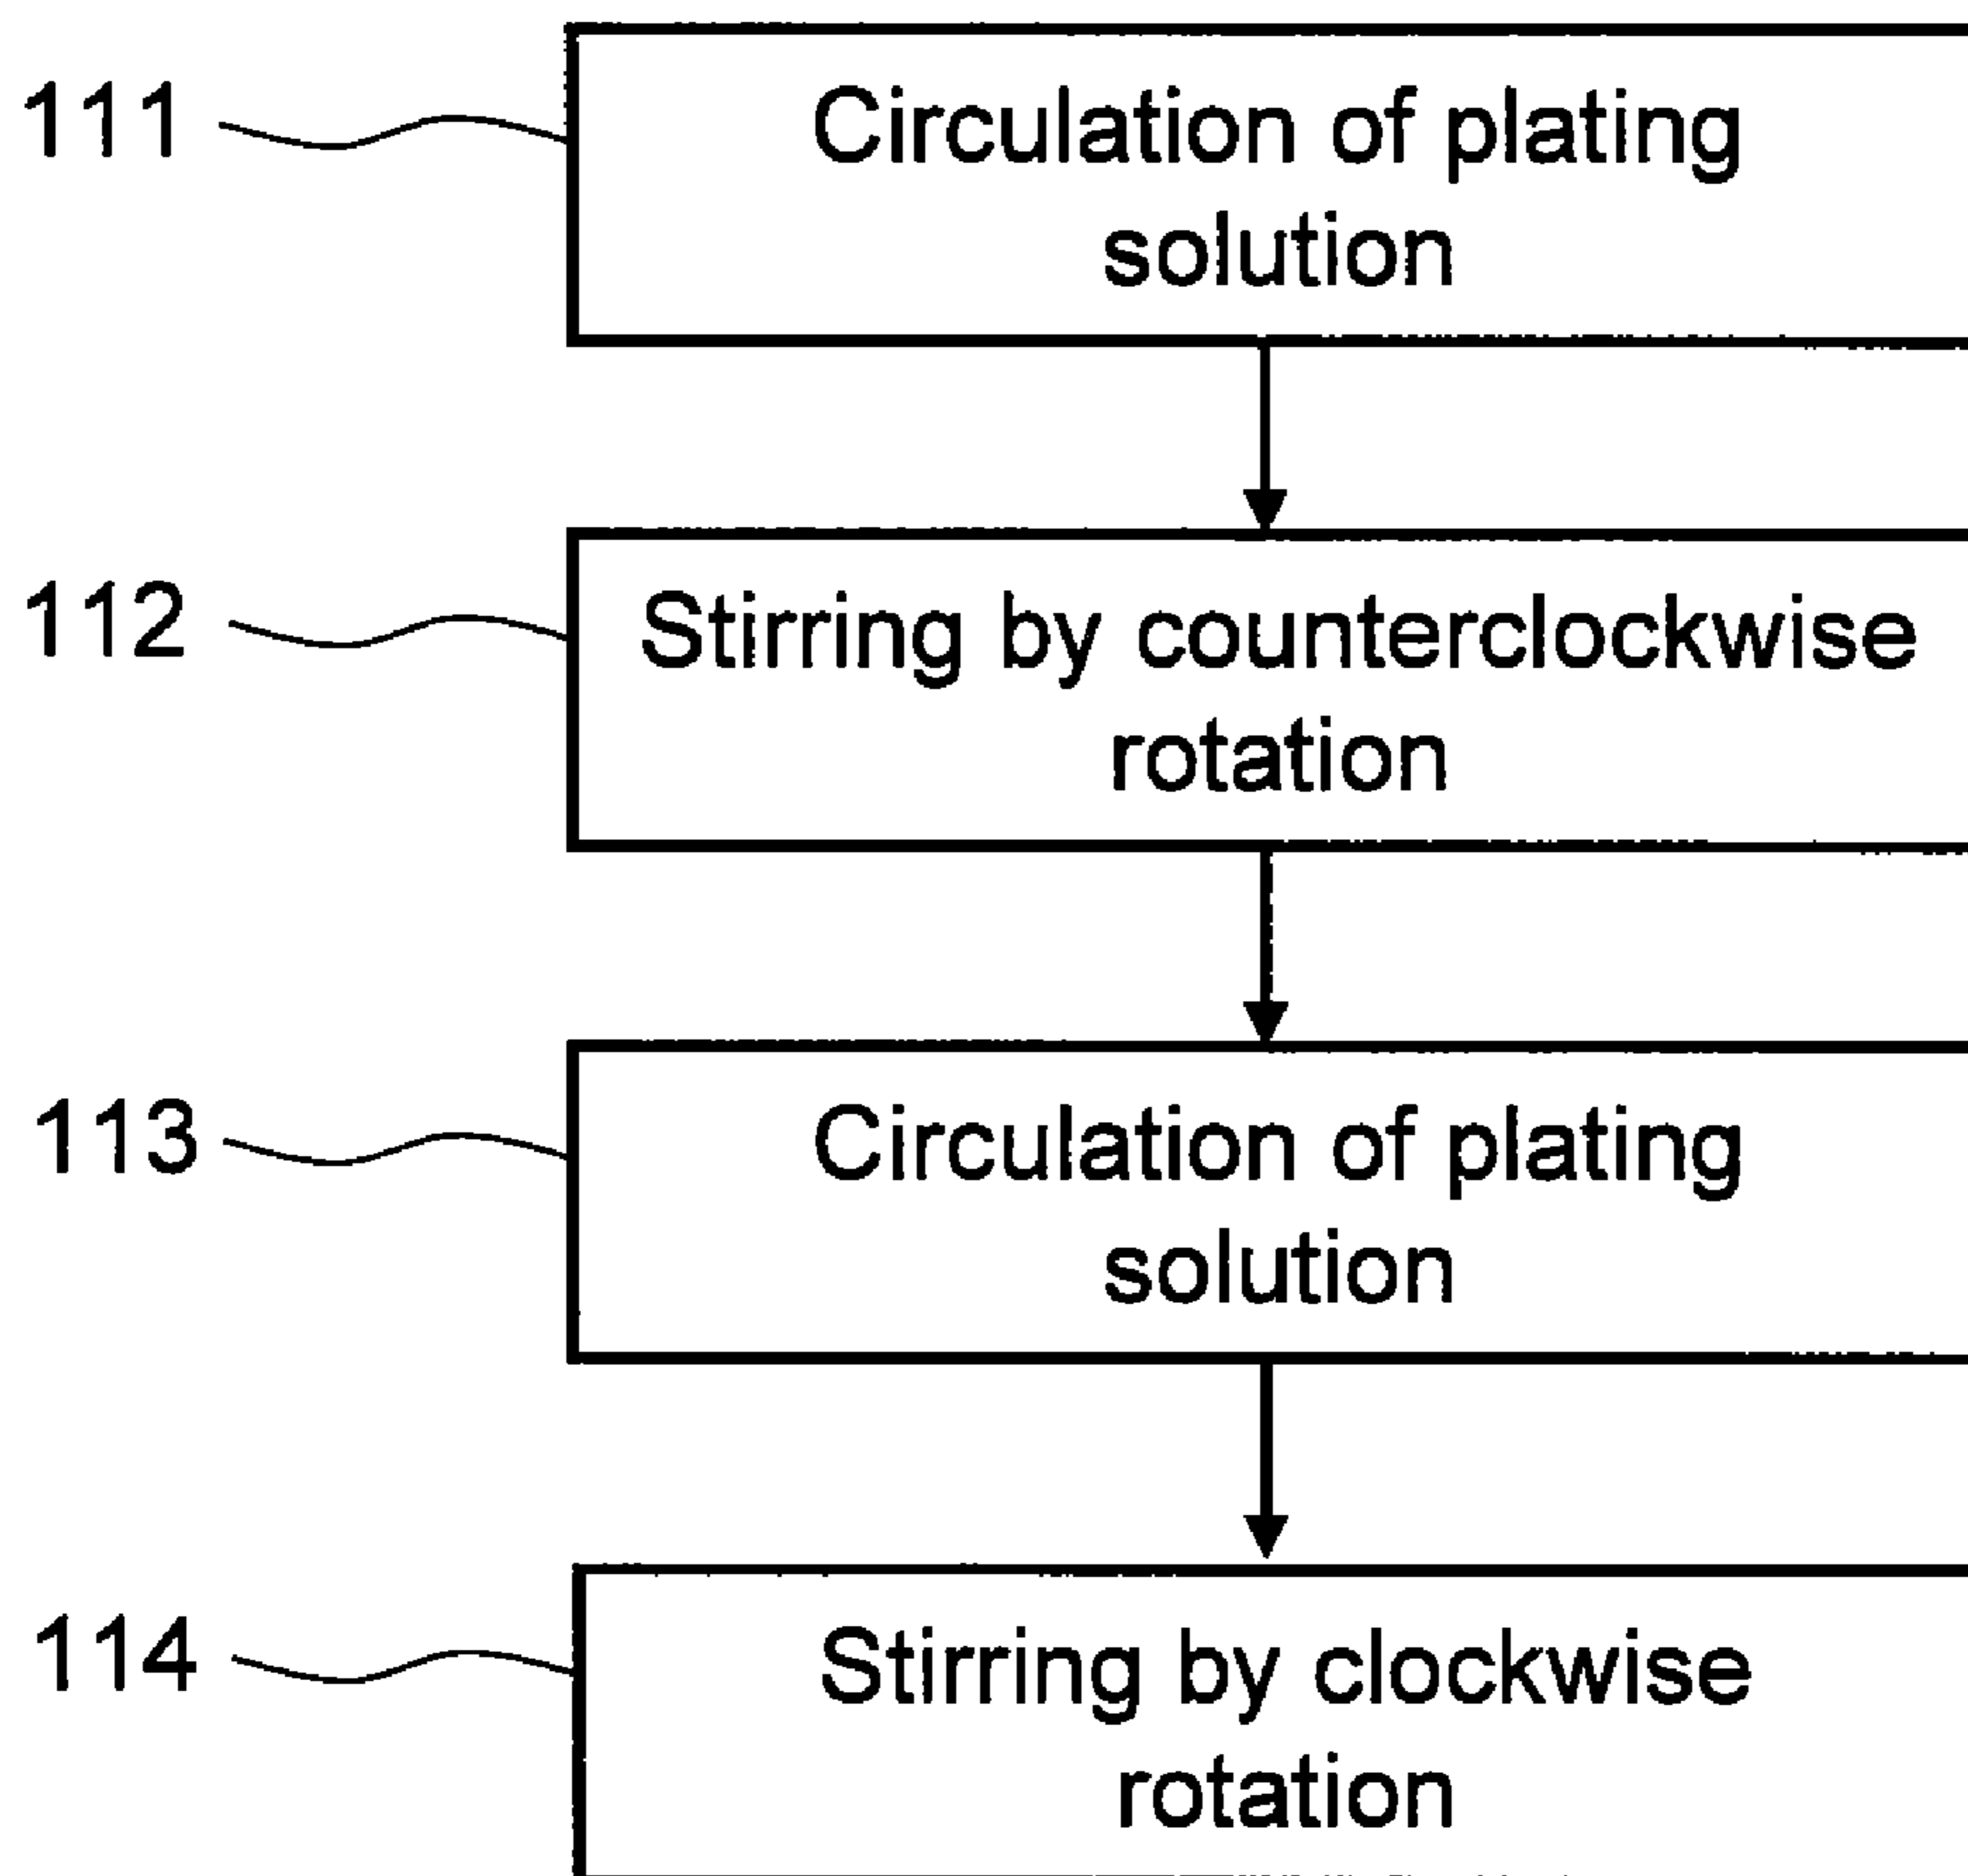 111
Circulation of plating
solution
112
Stirring by counterclockwise
rotation
113
Circulation of plating
solution
114
Stirring by clockwise
rotation